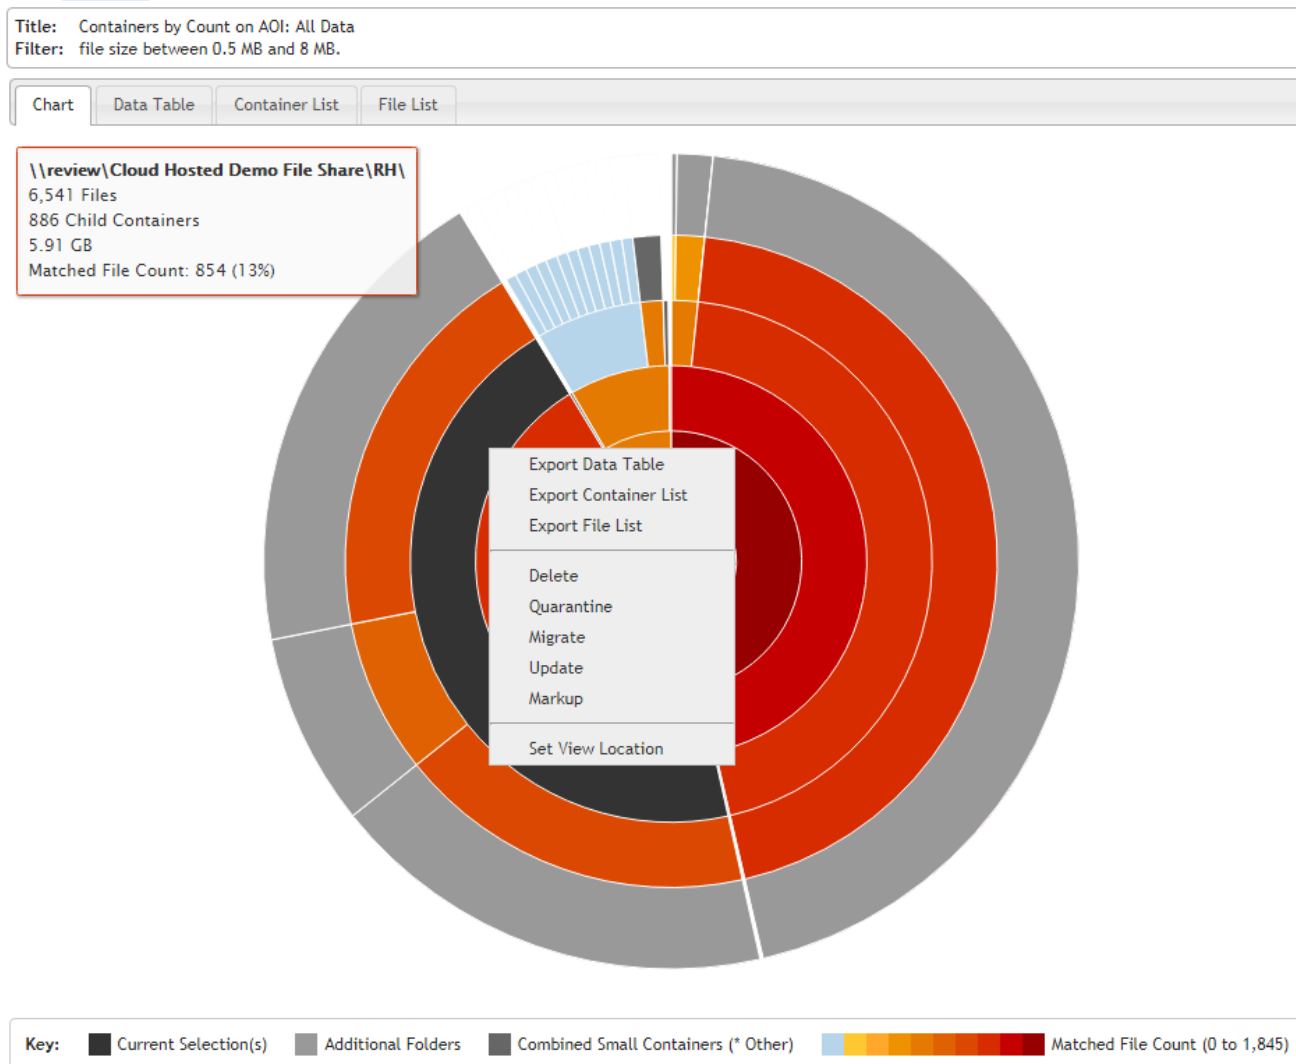 Title: Containers by Count on AOI: All Data
Filter: file size between 0.5 MB and 8 MB.
Chart Data Table Container List File List
\\review\Cloud Hosted Demo File Share\RH\
6,541 Files
886 Child Containers
5.91 GB
Matched File Count: 854 (13%)
Export Data Table
Export Container List
Export File List
Delete
Quarantine
Migrate
Update
Markup
Set View Location
Key: Current Selection(s) Additional Folders Combined Small Containers (* Other) Matched File Count (0 to 1,845)